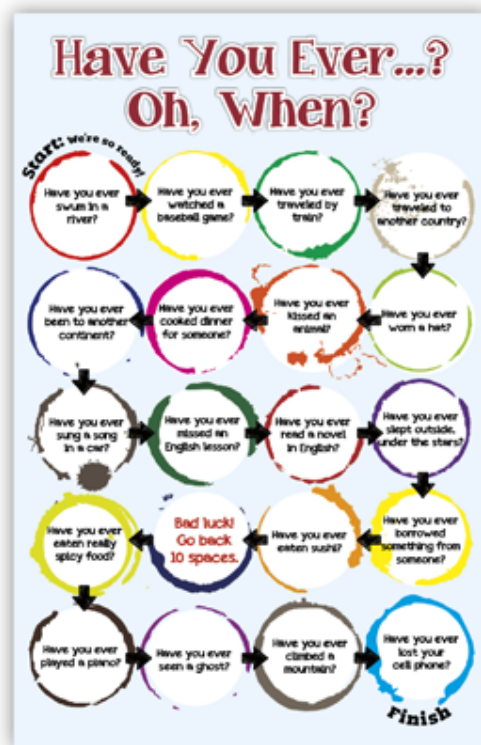 Have You Ever...?
Oh, When?
Start: We're so ready!
Have you ever
swum in a
river?
Have you ever
watched a
baseball game?
Have you ever
traveled by
train?
Have you ever
traveled to
another country?
Have you ever
worn a hat?
Have you ever
kissed an
animal?
Have you ever
cooked dinner
for someone?
Have you ever
been to another
continent?
Have you ever
sung a song
in a car?
Have you ever
missed an
English lesson?
Have you ever
read a novel
in English?
Have you ever
slept outside,
under the stars?
Have you ever
borrowed
something from
someone?
Have you ever
eaten sushi?
Bad luck!
Go back
10 spaces.
Have you ever
eaten really
spicy food?
Have you ever
played a piano?
Have you ever
seen a ghost?
Have you ever
climbed a
mountain?
Have you ever
lost your
cell phone?
Finish